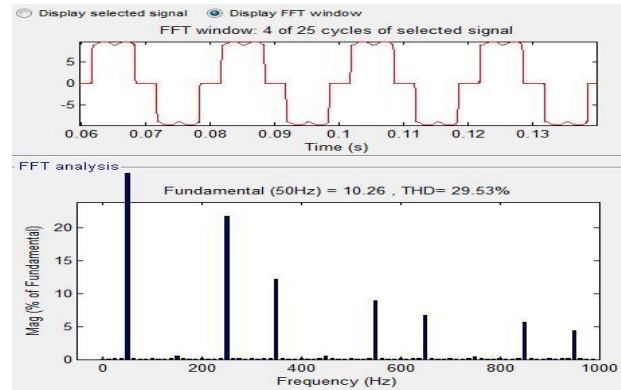 Display selected signal Display FFT window
FFT window: 4 of 25 cycles of selected signal
5
0
-5
0.06 0.07 0.08 0.09 0.1 0.11 0.12 0.13
Time (s)
FFT analysis
Fundamental (50Hz) = 10.26 , THD= 29.53%
Mag (% of Fundamental)
20
15
10
5
0
0 200 400 600 800 1000
Frequency (Hz)